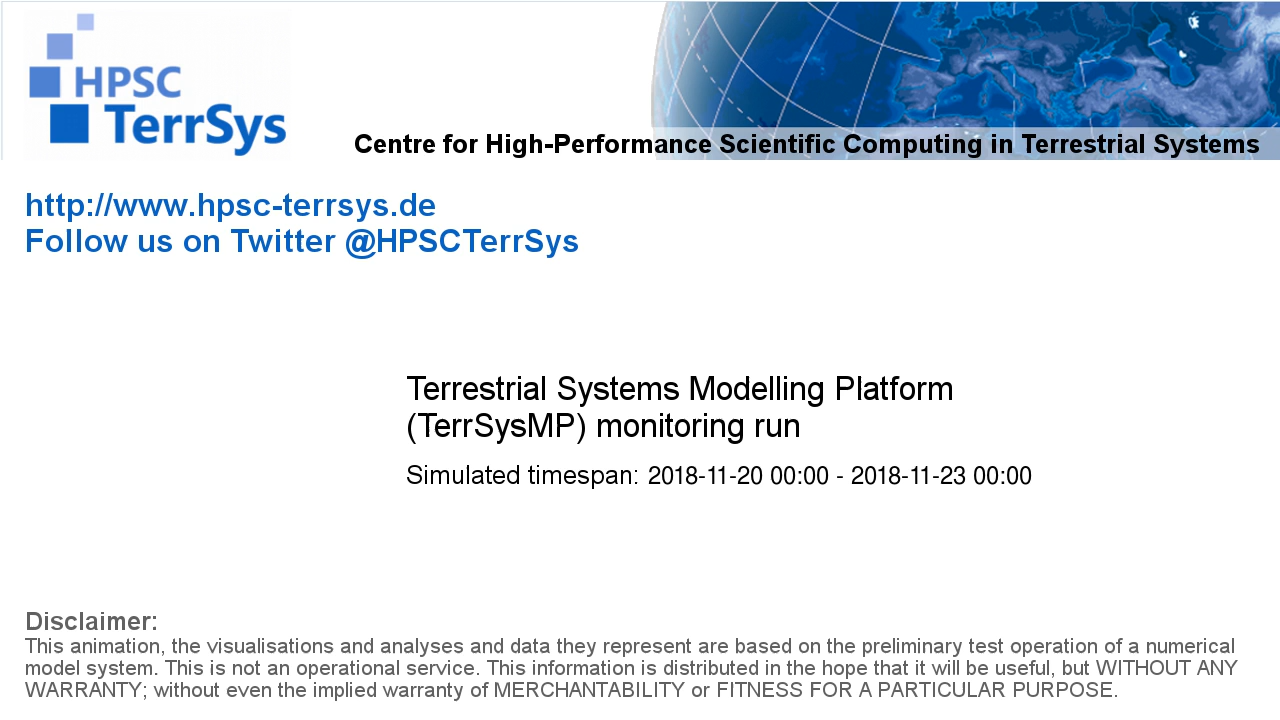 HPSC
TerrSys
Centre for High-Performance Scientific Computing in Terrestrial Systems
http://www.hpsc-terrsys.de
Follow us on Twitter @HPSCTerrSys
Terrestrial Systems Modelling Platform
(TerrSysMP) monitoring run
Simulated timespan: 2018-11-20 00:00 - 2018-11-23 00:00
Disclaimer:
This animation, the visualisations and analyses and data they represent are based on the preliminary test operation of a numerical
model system. This is not an operational service. This information is distributed in the hope that it will be useful, but WITHOUT ANY
WARRANTY; without even the implied warranty of MERCHANTABILITY or FITNESS FOR A PARTICULAR PURPOSE.